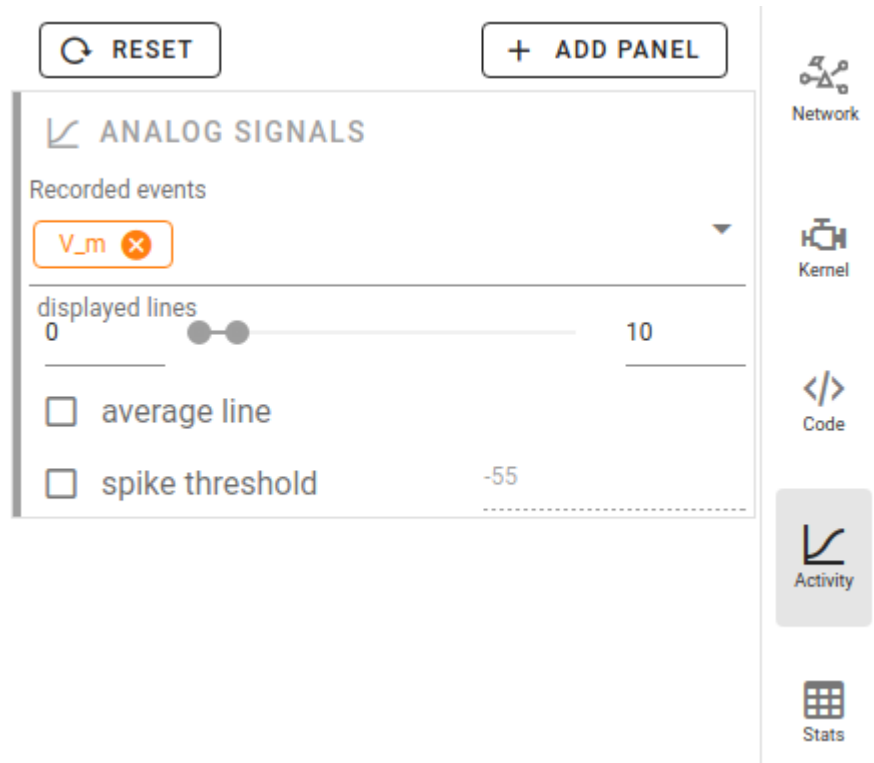 RESET
ADD PANEL
ANALOG SIGNALS
Recorded events
V_m
displayed lines
0
10
average line
spike threshold
-55
Network
Kernel
Code
Activity
Stats